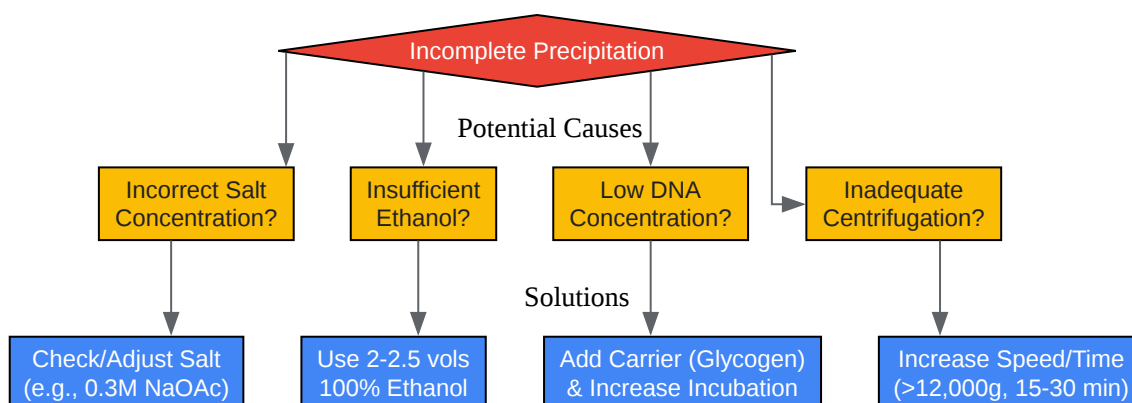 Incomplete Precipitation
Potential Causes
Incorrect Salt
Concentration?
Insufficient
Ethanol?
Low DNA
Concentration?
Inadequate
Centrifugation?
Solutions
Check/Adjust Salt
(e.g., 0.3M NaOAc)
Use 2-2.5 vols
100% Ethanol
Add Carrier (Glycogen)
& Increase Incubation
Increase Speed/Time
(>12,000g, 15-30 min)